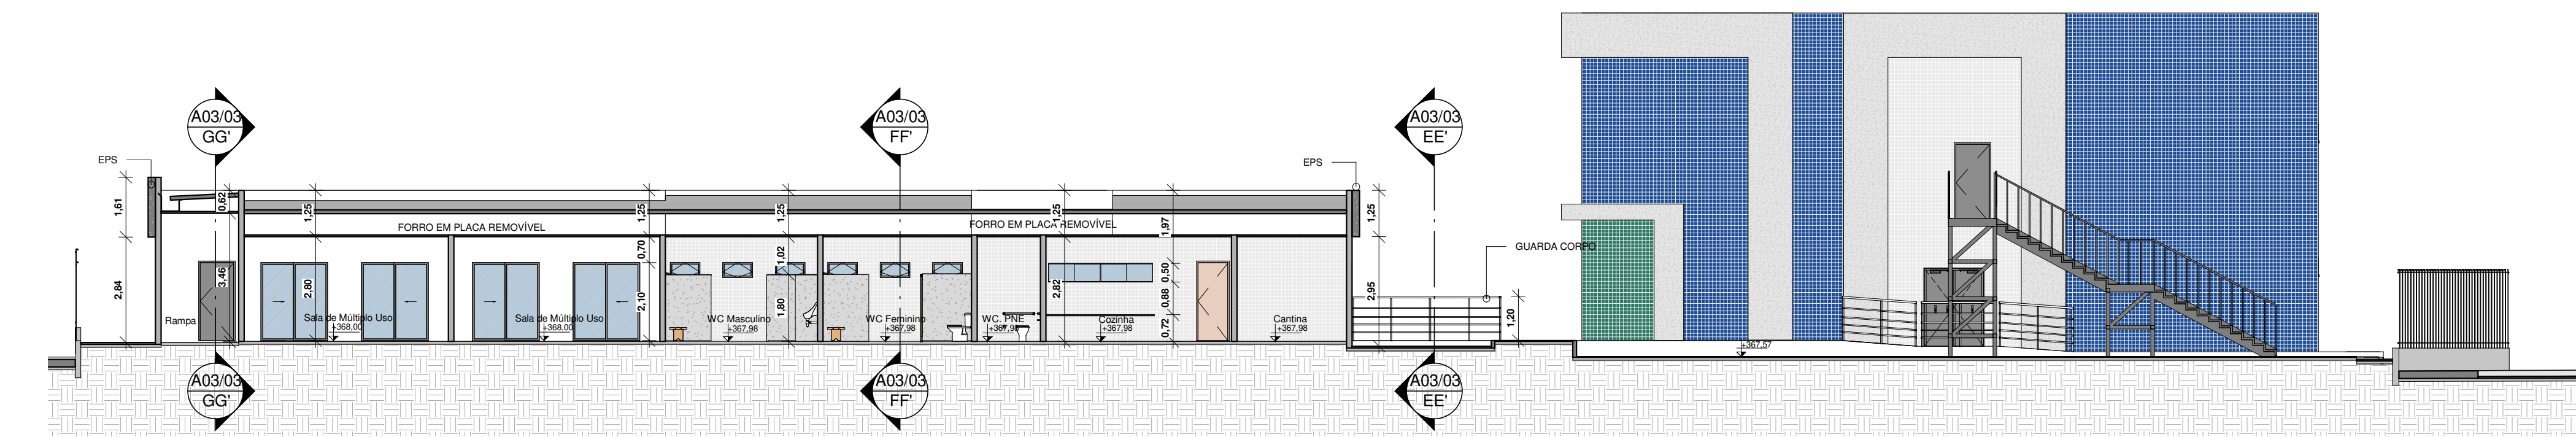 A03/03
GG'
A03/03
FF'
A03/03
EE'
EPS
EPS
1,61
0,62
1,25
1,25
1,25
1,25
1,97
1,25
FORRO EM PLACA REMOVÍVEL
FORRO EM PLACA REMOVÍVEL
GUARDA CORPO
2,84
3,46
2,80
0,70
2,10
1,02
1,80
2,82
0,50
0,88
0,72
2,95
1,20
Rampa
Sala de Múltiplo Uso
+368,00
Sala de Múltiplo Uso
+368,00
WC Masculino
+367,98
WC Feminino
+367,98
WC. PNE
+367,98
Cozinha
+367,98
Cantina
+367,98
+367,57
A03/03
GG'
A03/03
FF'
A03/03
EE'